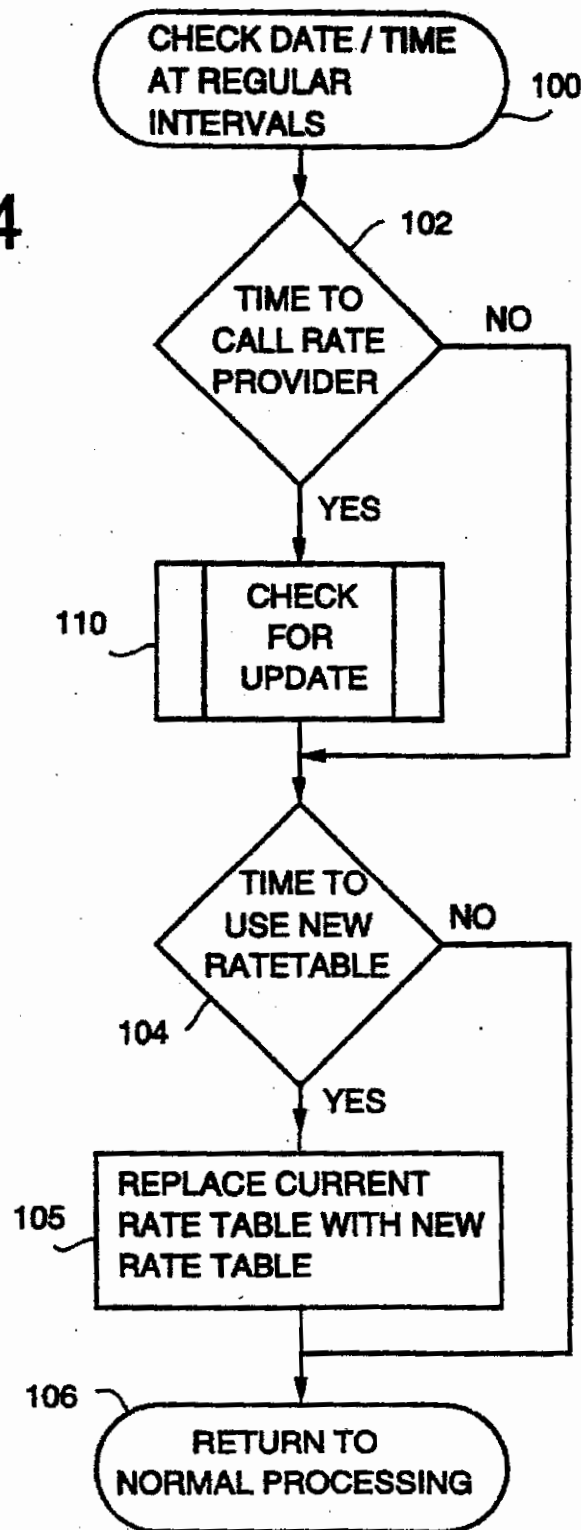 CHECK DATE / TIME
AT REGULAR
INTERVALS
100
4
102
TIME TO
CALL RATE
PROVIDER
NO
YES
110
CHECK
FOR
UPDATE
TIME TO
USE NEW
RATETABLE
NO
104
YES
105
REPLACE CURRENT
RATE TABLE WITH NEW
RATE TABLE
106
RETURN TO
NORMAL PROCESSING